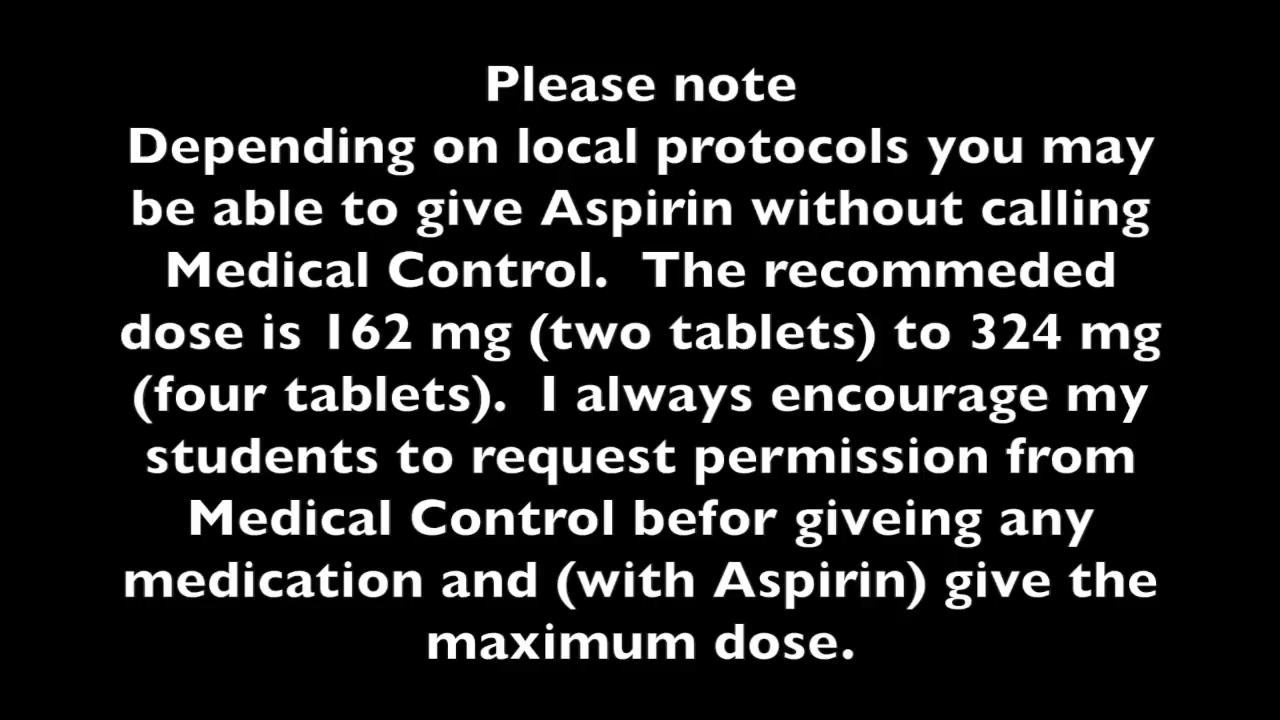 Please note
Depending on local protocols you may
be able to give Aspirin without calling
Medical Control.  The recommeded
dose is 162 mg (two tablets) to 324 mg
(four tablets).  I always encourage my
students to request permission from
Medical Control befor giveing any
medication and (with Aspirin) give the
maximum dose.